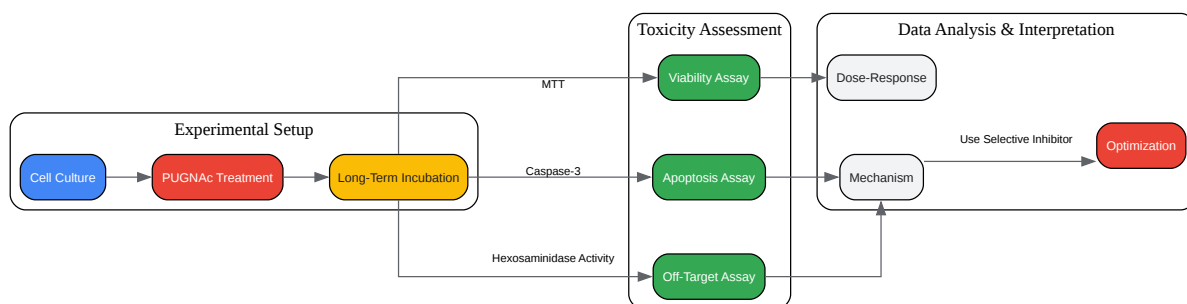 Toxicity Assessment
Data Analysis & Interpretation
Viability Assay
Dose-Response
MTT
Experimental Setup
Use Selective Inhibitor
Optimization
Cell Culture
PUGNAc Treatment
Long-Term Incubation
Caspase-3
Apoptosis Assay
Mechanism
Hexosaminidase Activity
Off-Target Assay